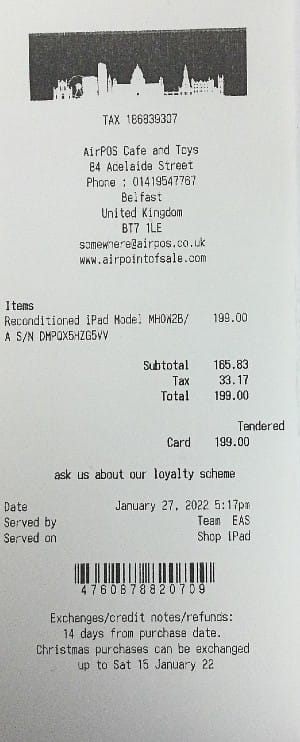 TAX 186839307
AirPOS Cafe and Toys
84 Adelaide Street
Phone : 01419547767
Belfast
United Kingdom
BT7 1LE
somewhere@airpos.co.uk
www.airpointofsale.com
Items
Reconditioned iPad Model MH0W2B/ 199.00
A S/N DMPQX5HZG5VV
Subtotal 165.83
Tax 33.17
Total 199.00
Tendered
Card 199.00
ask us about our loyalty scheme
Date January 27, 2022 5:17pm
Served by Team EAS
Served on Shop iPad
4760678820709
Exchanges/credit notes/refunds:
14 days from purchase date.
Christmas purchases can be exchanged
up to Sat 15 January 22